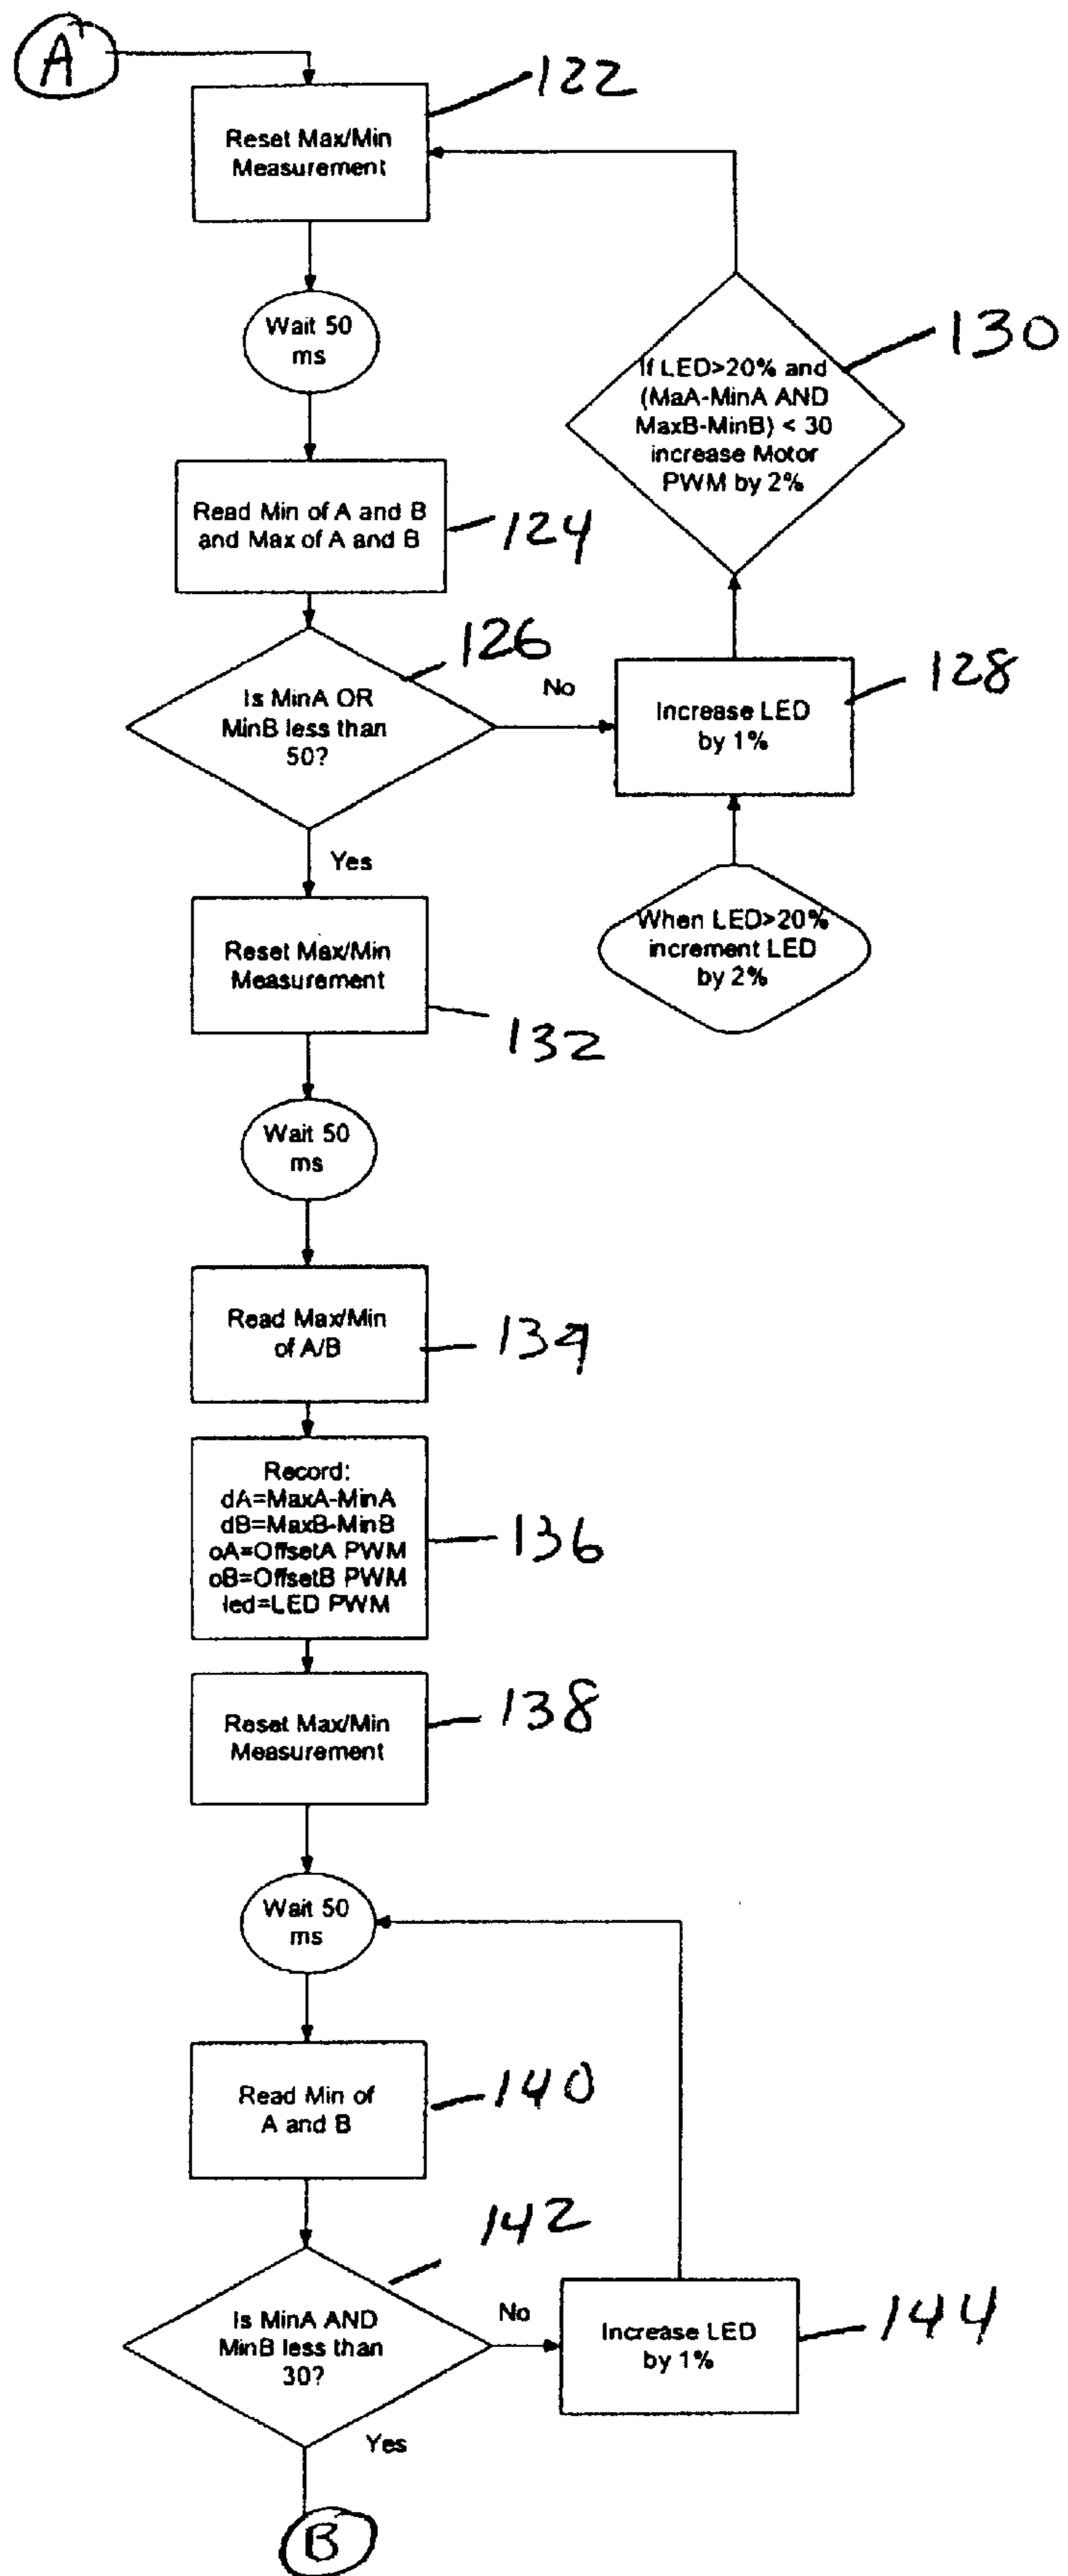 A
Reset Max/Min
Measurement
122
Wait 50
ms
If LED>20% and
(MaA-MinA AND
MaxB-MinB) < 30
increase Motor
PWM by 2%
130
Read Min of A and B
and Max of A and B
124
Is MinA OR
MinB less than
50?
126
No
Increase LED
by 1%
128
Yes
When LED>20%
increment LED
by 2%
Reset Max/Min
Measurement
132
Wait 50
ms
Read Max/Min
of A/B
134
Record:
dA=MaxA-MinA
dB=MaxB-MinB
oA=OffsetA PWM
oB=OffsetB PWM
led=LED PWM
136
Reset Max/Min
Measurement
138
Wait 50
ms
Read Min of
A and B
140
Is MinA AND
MinB less than
30?
142
No
Increase LED
by 1%
144
Yes
B